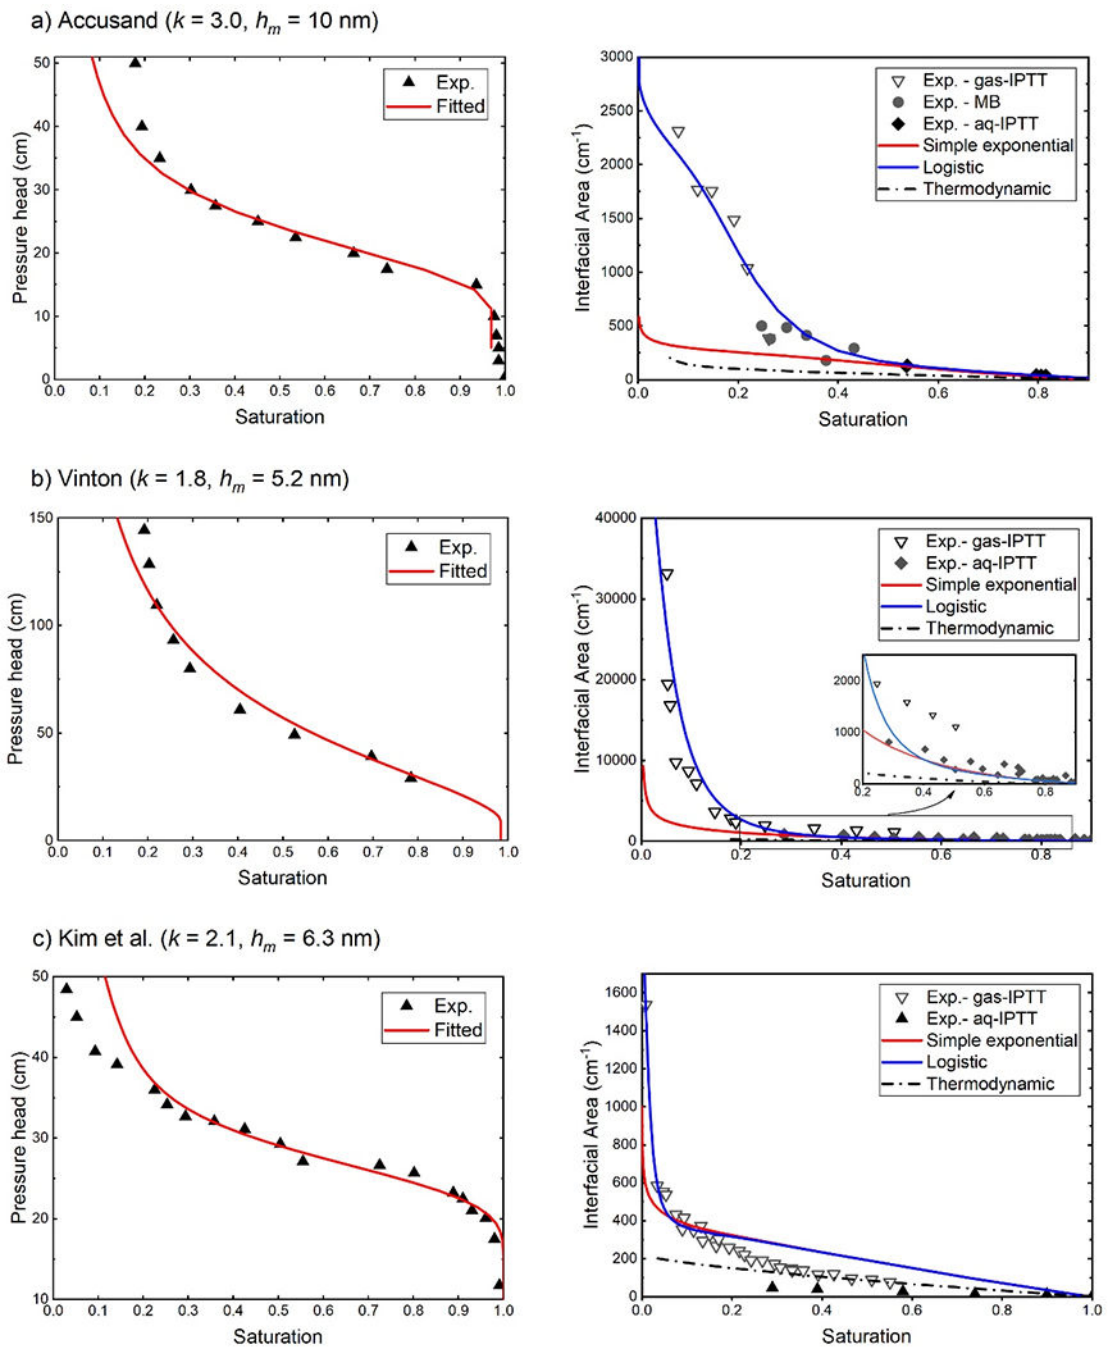 a) Accusand (k = 3.0, hm = 10 nm)
50
40
30
20
10
0
0.0 0.1 0.2 0.3 0.4 0.5 0.6 0.7 0.8 0.9 1.0
Pressure head (cm)
Saturation
Exp.
Fitted
3000
2500
2000
1500
1000
500
0
0.0 0.2 0.4 0.6 0.8
Interfacial Area (cm-1)
Saturation
Exp. - gas-IPTT
Exp. - MB
Exp. - aq-IPTT
Simple exponential
Logistic
Thermodynamic
b) Vinton (k = 1.8, hm = 5.2 nm)
150
100
50
0
0.0 0.1 0.2 0.3 0.4 0.5 0.6 0.7 0.8 0.9 1.0
Pressure head (cm)
Saturation
Exp.
Fitted
40000
30000
20000
10000
0
0.0 0.2 0.4 0.6 0.8
Interfacial Area (cm-1)
Saturation
Exp.- gas-IPTT
Exp.- aq-IPTT
Simple exponential
Logistic
Thermodynamic
2000
1000
0
0.2 0.4 0.6 0.8
c) Kim et al. (k = 2.1, hm = 6.3 nm)
50
40
30
20
10
0.0 0.1 0.2 0.3 0.4 0.5 0.6 0.7 0.8 0.9 1.0
Pressure head (cm)
Saturation
Exp.
Fitted
1600
1400
1200
1000
800
600
400
200
0
0.0 0.2 0.4 0.6 0.8 1.0
Interfacial Area (cm-1)
Saturation
Exp.- gas-IPTT
Exp.- aq-IPTT
Simple exponential
Logistic
Thermodynamic